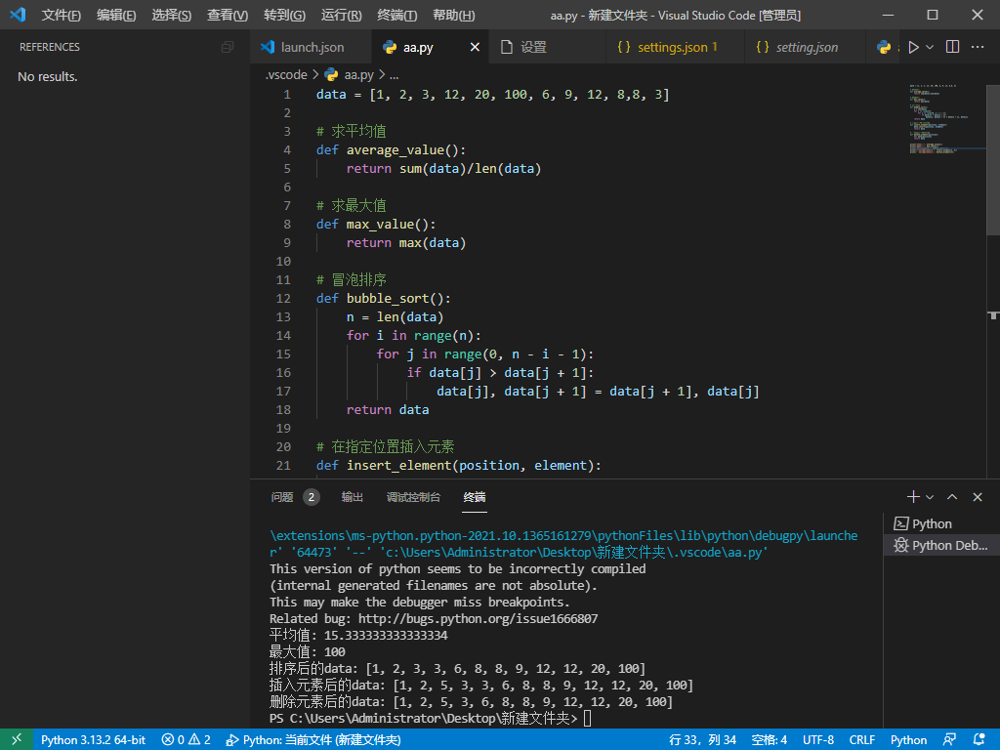 文件(F) 编辑(E) 选择(S) 查看(V) 转到(G) 运行(R) 终端(T) 帮助(H) aa.py - 新建文件夹 - Visual Studio Code [管理员]
REFERENCES
No results.
launch.json aa.py 设置 { } settings.json 1 { } setting.json
.vscode > aa.py > ...
1 data = [1, 2, 3, 12, 20, 100, 6, 9, 12, 8,8, 3]
2
3 # 求平均值
4 def average_value():
5 return sum(data)/len(data)
6
7 # 求最大值
8 def max_value():
9 return max(data)
10
11 # 冒泡排序
12 def bubble_sort():
13 n = len(data)
14 for i in range(n):
15 for j in range(0, n - i - 1):
16 if data[j] > data[j + 1]:
17 data[j], data[j + 1] = data[j + 1], data[j]
18 return data
19
20 # 在指定位置插入元素
21 def insert_element(position, element):
问题 2 输出 调试控制台 终端
\extensions\ms-python.python-2021.10.1365161279\pythonFiles\lib\python\debugpy\launche
r' '64473' '--' 'c:\Users\Administrator\Desktop\新建文件夹\.vscode\aa.py'
This version of python seems to be incorrectly compiled
(internal generated filenames are not absolute).
This may make the debugger miss breakpoints.
Related bug: http://bugs.python.org/issue1666807
平均值: 15.333333333333334
最大值: 100
排序后的data: [1, 2, 3, 3, 6, 8, 8, 9, 12, 12, 20, 100]
插入元素后的data: [1, 2, 5, 3, 3, 6, 8, 8, 9, 12, 12, 20, 100]
删除元素后的data: [1, 2, 5, 3, 6, 8, 8, 9, 12, 12, 20, 100]
PS C:\Users\Administrator\Desktop\新建文件夹>
Python
Python Deb...
Python 3.13.2 64-bit 0 2 Python: 当前文件 (新建文件夹) 行 33，列 34 空格: 4 UTF-8 CRLF Python